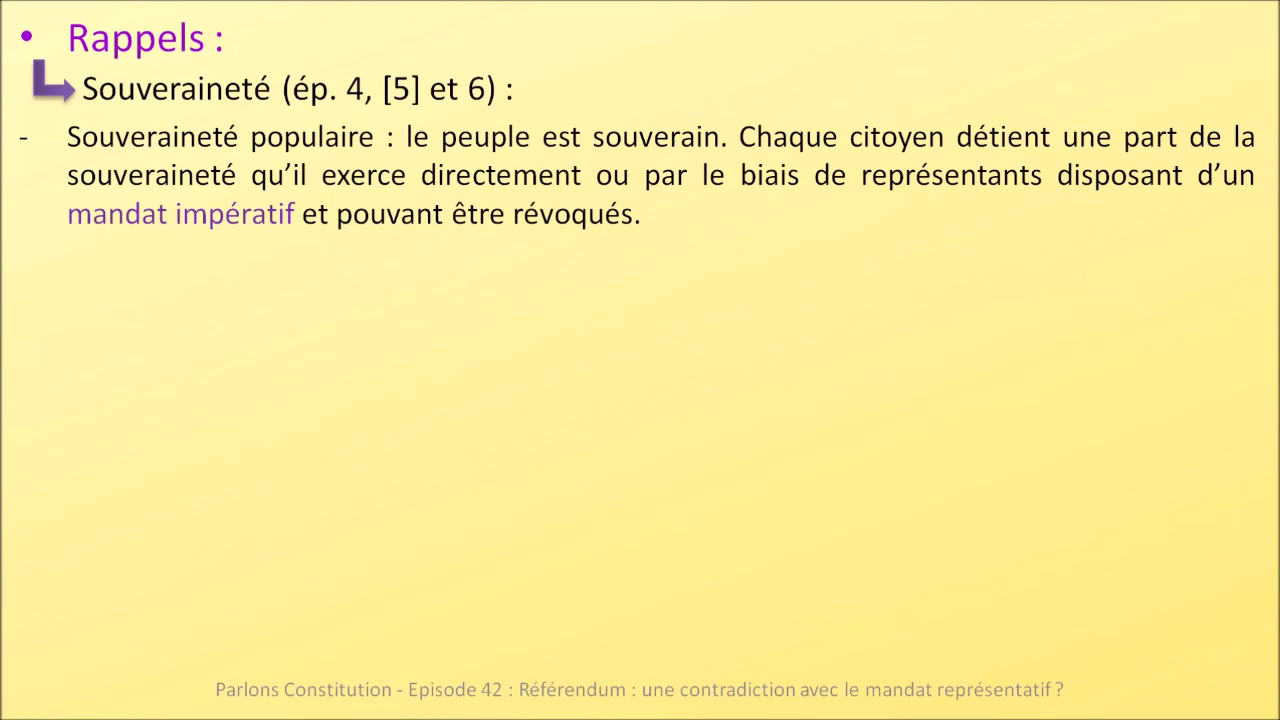 • Rappels :
Souveraineté (ép. 4, [5] et 6) :
- Souveraineté populaire : le peuple est souverain. Chaque citoyen détient une part de la
souveraineté qu’il exerce directement ou par le biais de représentants disposant d’un
mandat impératif et pouvant être révoqués.
Parlons Constitution - Episode 42 : Référendum : une contradiction avec le mandat représentatif ?